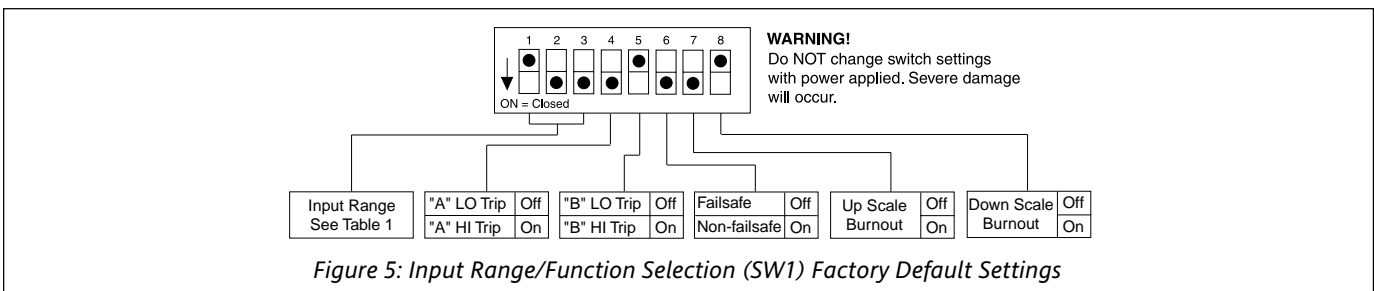 1 2 3 4 5 6 7 8
ON = Closed
WARNING!
Do NOT change switch settings
with power applied. Severe damage
will occur.
Input Range
See Table 1
"A" LO Trip Off
"A" HI Trip On
"B" LO Trip Off
"B" HI Trip On
Failsafe Off
Non-failsafe On
Up Scale
Burnout
Off
On
Down Scale
Burnout
Off
On
Figure 5: Input Range/Function Selection (SW1) Factory Default Settings